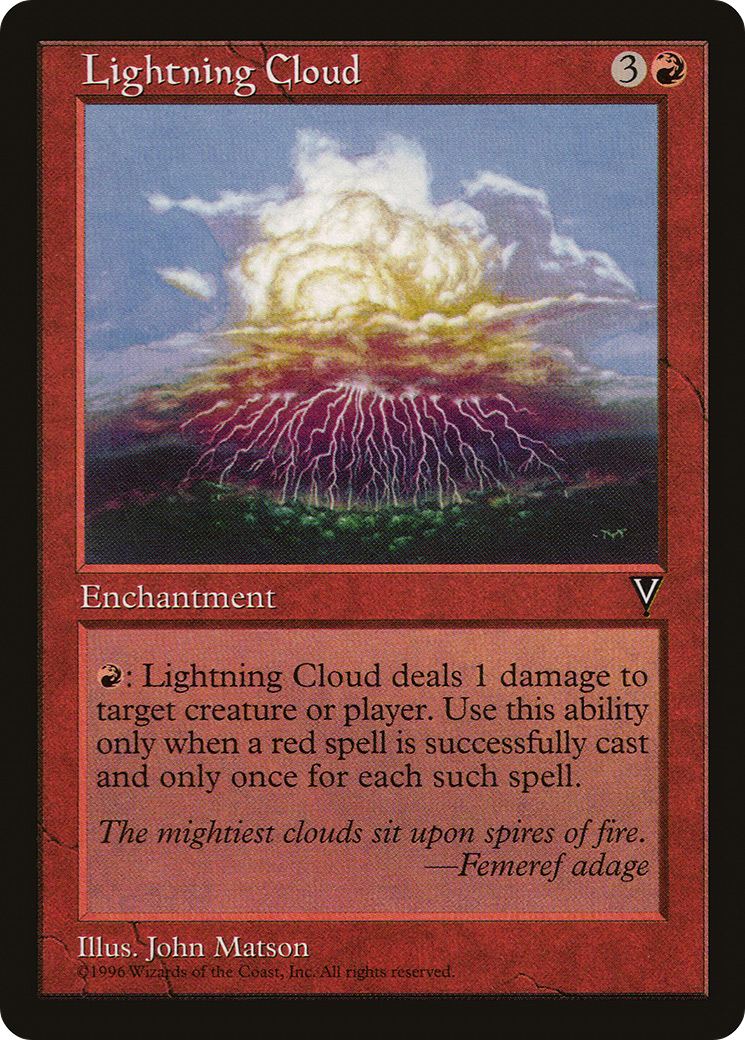 Lightning Cloud 3
Enchantment V
: Lightning Cloud deals 1 damage to
target creature or player. Use this ability
only when a red spell is successfully cast
and only once for each such spell.
The mightiest clouds sit upon spires of fire.
—Femeref adage
Illus. John Matson
©1996 Wizards of the Coast, Inc. All rights reserved.